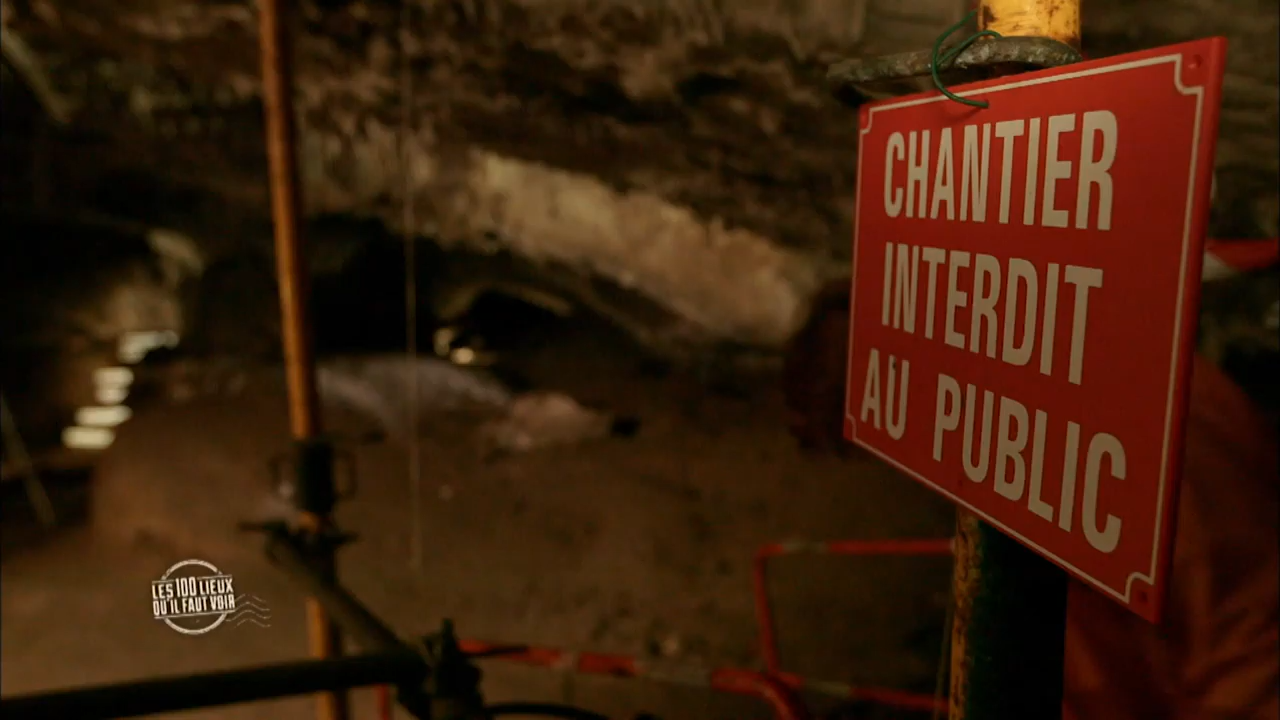 CHANTIER
INTERDIT
AU PUBLIC
LES 100 LIEUX
QU'IL FAUT VOIR